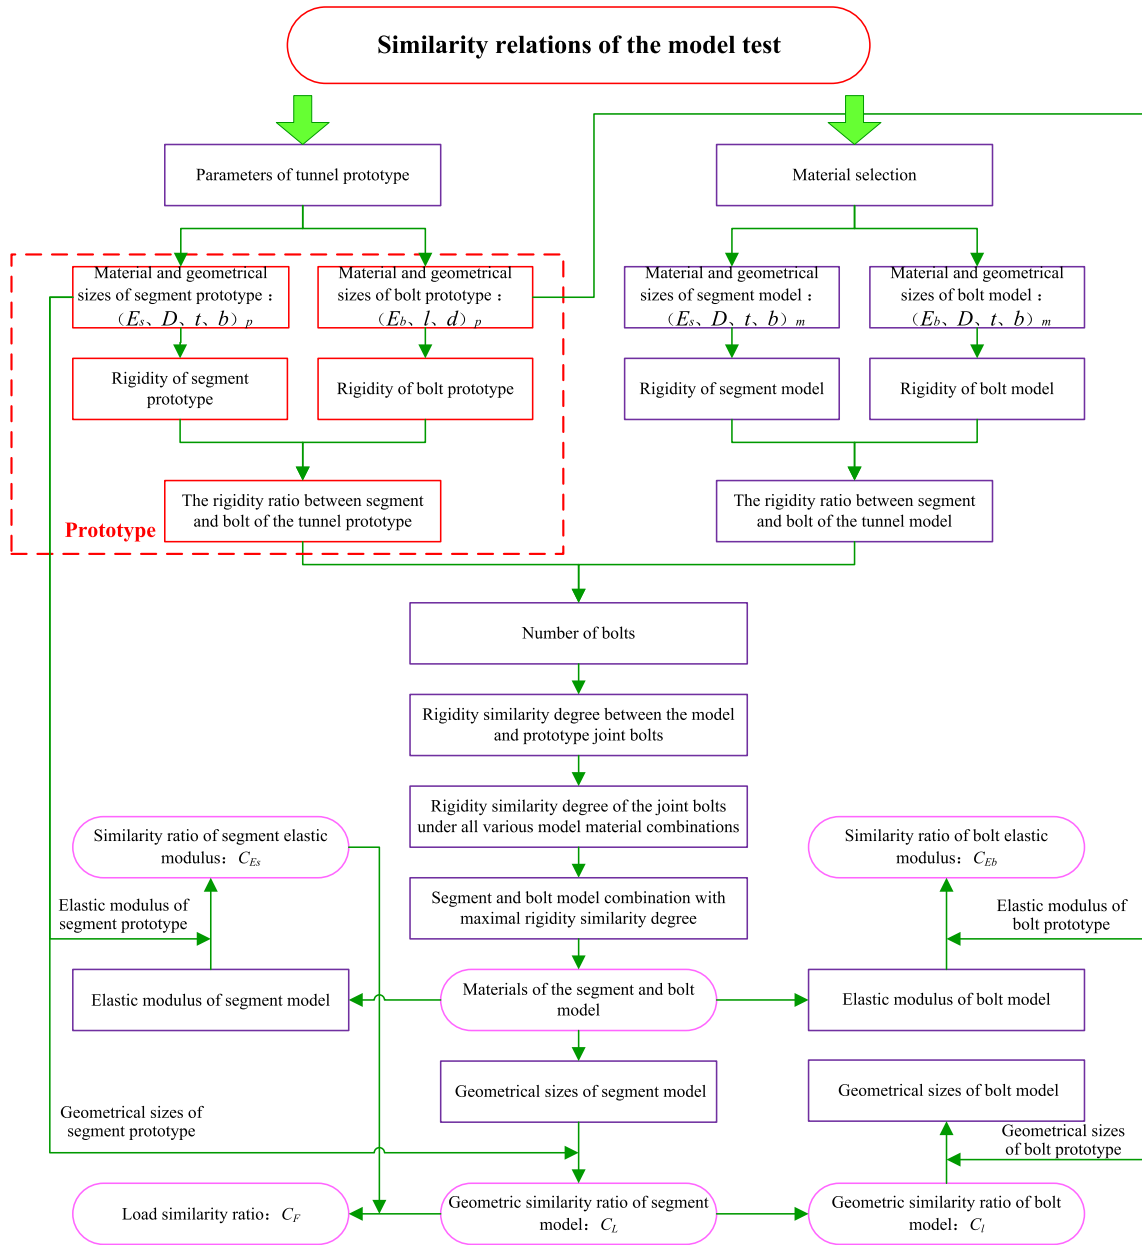 Similarity relations of the model test
Parameters of tunnel prototype
Material selection
Material and geometrical
sizes of segment prototype：
（Es、D、t、b）p
Material and geometrical
sizes of bolt prototype：
（Eb、l、d）p
Material and geometrical
sizes of segment model：
（Es、D、t、b）m
Material and geometrical
sizes of bolt model：
（Eb、D、t、b）m
Rigidity of segment
prototype
Rigidity of bolt prototype
Rigidity of segment model
Rigidity of bolt model
The rigidity ratio between segment
and bolt of the tunnel prototype
Prototype
The rigidity ratio between segment
and bolt of the tunnel model
Number of bolts
Rigidity similarity degree between the model
and prototype joint bolts
Rigidity similarity degree of the joint bolts
under all various model material combinations
Similarity ratio of segment elastic
modulus：CEs
Similarity ratio of bolt elastic
modulus：CEb
Segment and bolt model combination with
maximal rigidity similarity degree
Elastic modulus of
segment prototype
Elastic modulus of
bolt prototype
Elastic modulus of segment model
Materials of the segment and bolt
model
Elastic modulus of bolt model
Geometrical sizes of segment model
Geometrical sizes of bolt model
Geometrical sizes of
segment prototype
Geometrical sizes
of bolt prototype
Load similarity ratio：CF
Geometric similarity ratio of segment
model：CL
Geometric similarity ratio of bolt
model：Cl